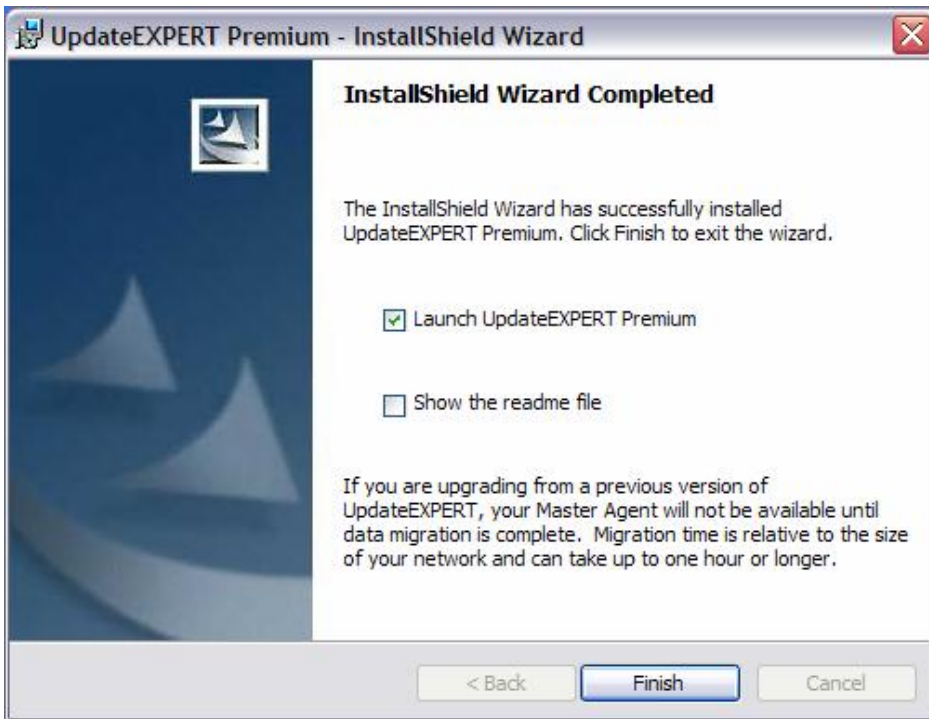 UpdateEXPERT Premium - InstallShield Wizard
InstallShield Wizard Completed
The InstallShield Wizard has successfully installed
UpdateEXPERT Premium. Click Finish to exit the wizard.
Launch UpdateEXPERT Premium
Show the readme file
If you are upgrading from a previous version of
UpdateEXPERT, your Master Agent will not be available until
data migration is complete.  Migration time is relative to the size
of your network and can take up to one hour or longer.
< Back
Finish
Cancel